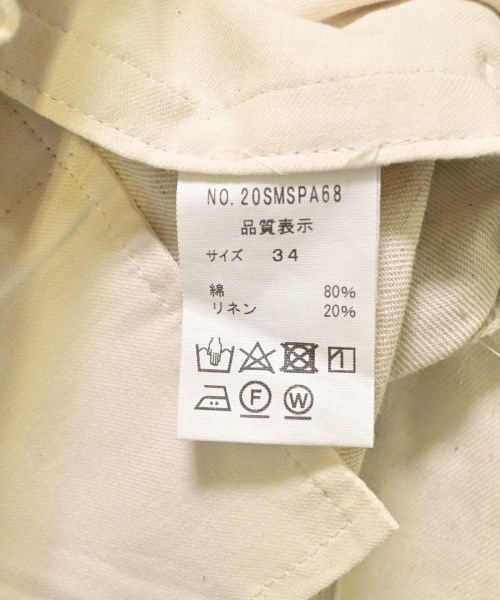 NO. 20SMSPA68
品質表示
サイズ 34
綿 80%
リネン 20%
F W